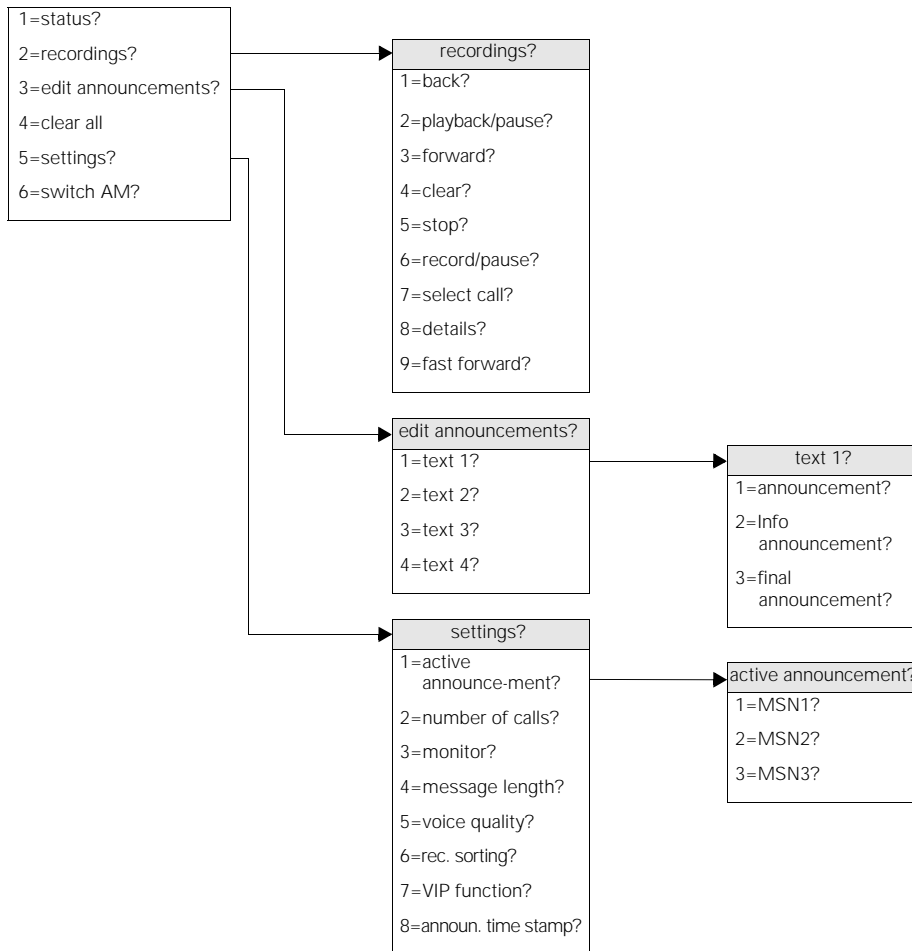 1=status?
2=recordings?
3=edit announcements?
4=clear all
5=settings?
6=switch AM?
recordings?
1=back?
2=playback/pause?
3=forward?
4=clear?
5=stop?
6=record/pause?
7=select call?
8=details?
9=fast forward?
edit announcements?
1=text 1?
2=text 2?
3=text 3?
4=text 4?
text 1?
1=announcement?
2=Info
announcement?
3=final
announcement?
settings?
1=active
announce-ment?
2=number of calls?
3=monitor?
4=message length?
5=voice quality?
6=rec. sorting?
7=VIP function?
8=announ. time stamp?
active announcement?
1=MSN1?
2=MSN2?
3=MSN3?